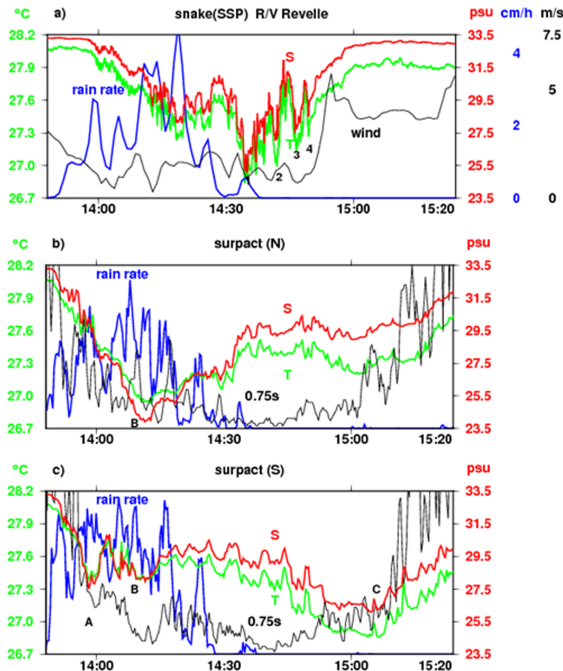 °C a) snake(SSP) R/V Revelle psu cm/h m/s
28.2 33.5 7.5
27.9 31.5 4
rain rate S
27.6 29.5 5
27.3 T 27.5 2
3 4 wind
27.0 25.5
1 2
26.7 23.5 0 0
14:00 14:30 15:00 15:20
°C b) surpact (N) psu
28.2 33.5
rain rate
27.9 31.5
S
27.6 29.5
27.3 T 27.5
27.0 0.75s 25.5
B
26.7 23.5
14:00 14:30 15:00 15:20
°C c) surpact (S) psu
28.2 33.5
rain rate
27.9 31.5
S
27.6 29.5
27.3 B T C 27.5
27.0 A 0.75s 25.5
26.7 23.5
14:00 14:30 15:00 15:20